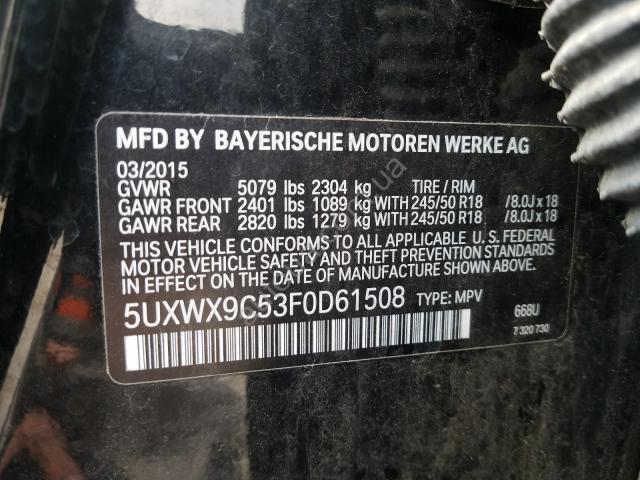 MFD BY BAYERISCHE MOTOREN WERKE AG
03/2015
GVWR 5079 lbs 2304 kg TIRE / RIM
GAWR FRONT 2401 lbs 1089 kg WITH 245/50 R18 /8.0J x 18
GAWR REAR 2820 lbs 1279 kg WITH 245/50 R18 /8.0J x 18
THIS VEHICLE CONFORMS TO ALL APPLICABLE U. S. FEDERAL
MOTOR VEHICLE SAFETY AND THEFT PREVENTION STANDARDS
IN EFFECT ON THE DATE OF MANUFACTURE SHOWN ABOVE.
5UXWX9C53F0D61508 TYPE: MPV 668U
7 320 730